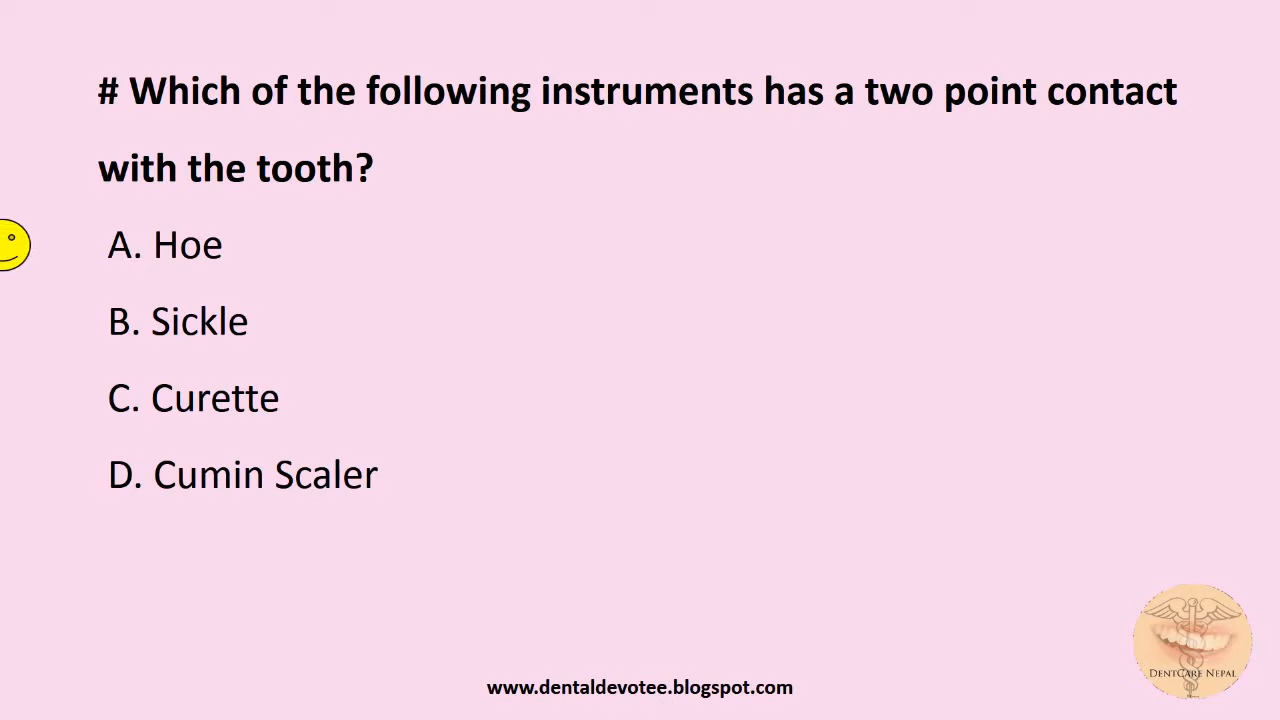 # Which of the following instruments has a two point contact
with the tooth?
A. Hoe
B. Sickle
C. Curette
D. Cumin Scaler
DentCare Nepal
www.dentaldevotee.blogspot.com